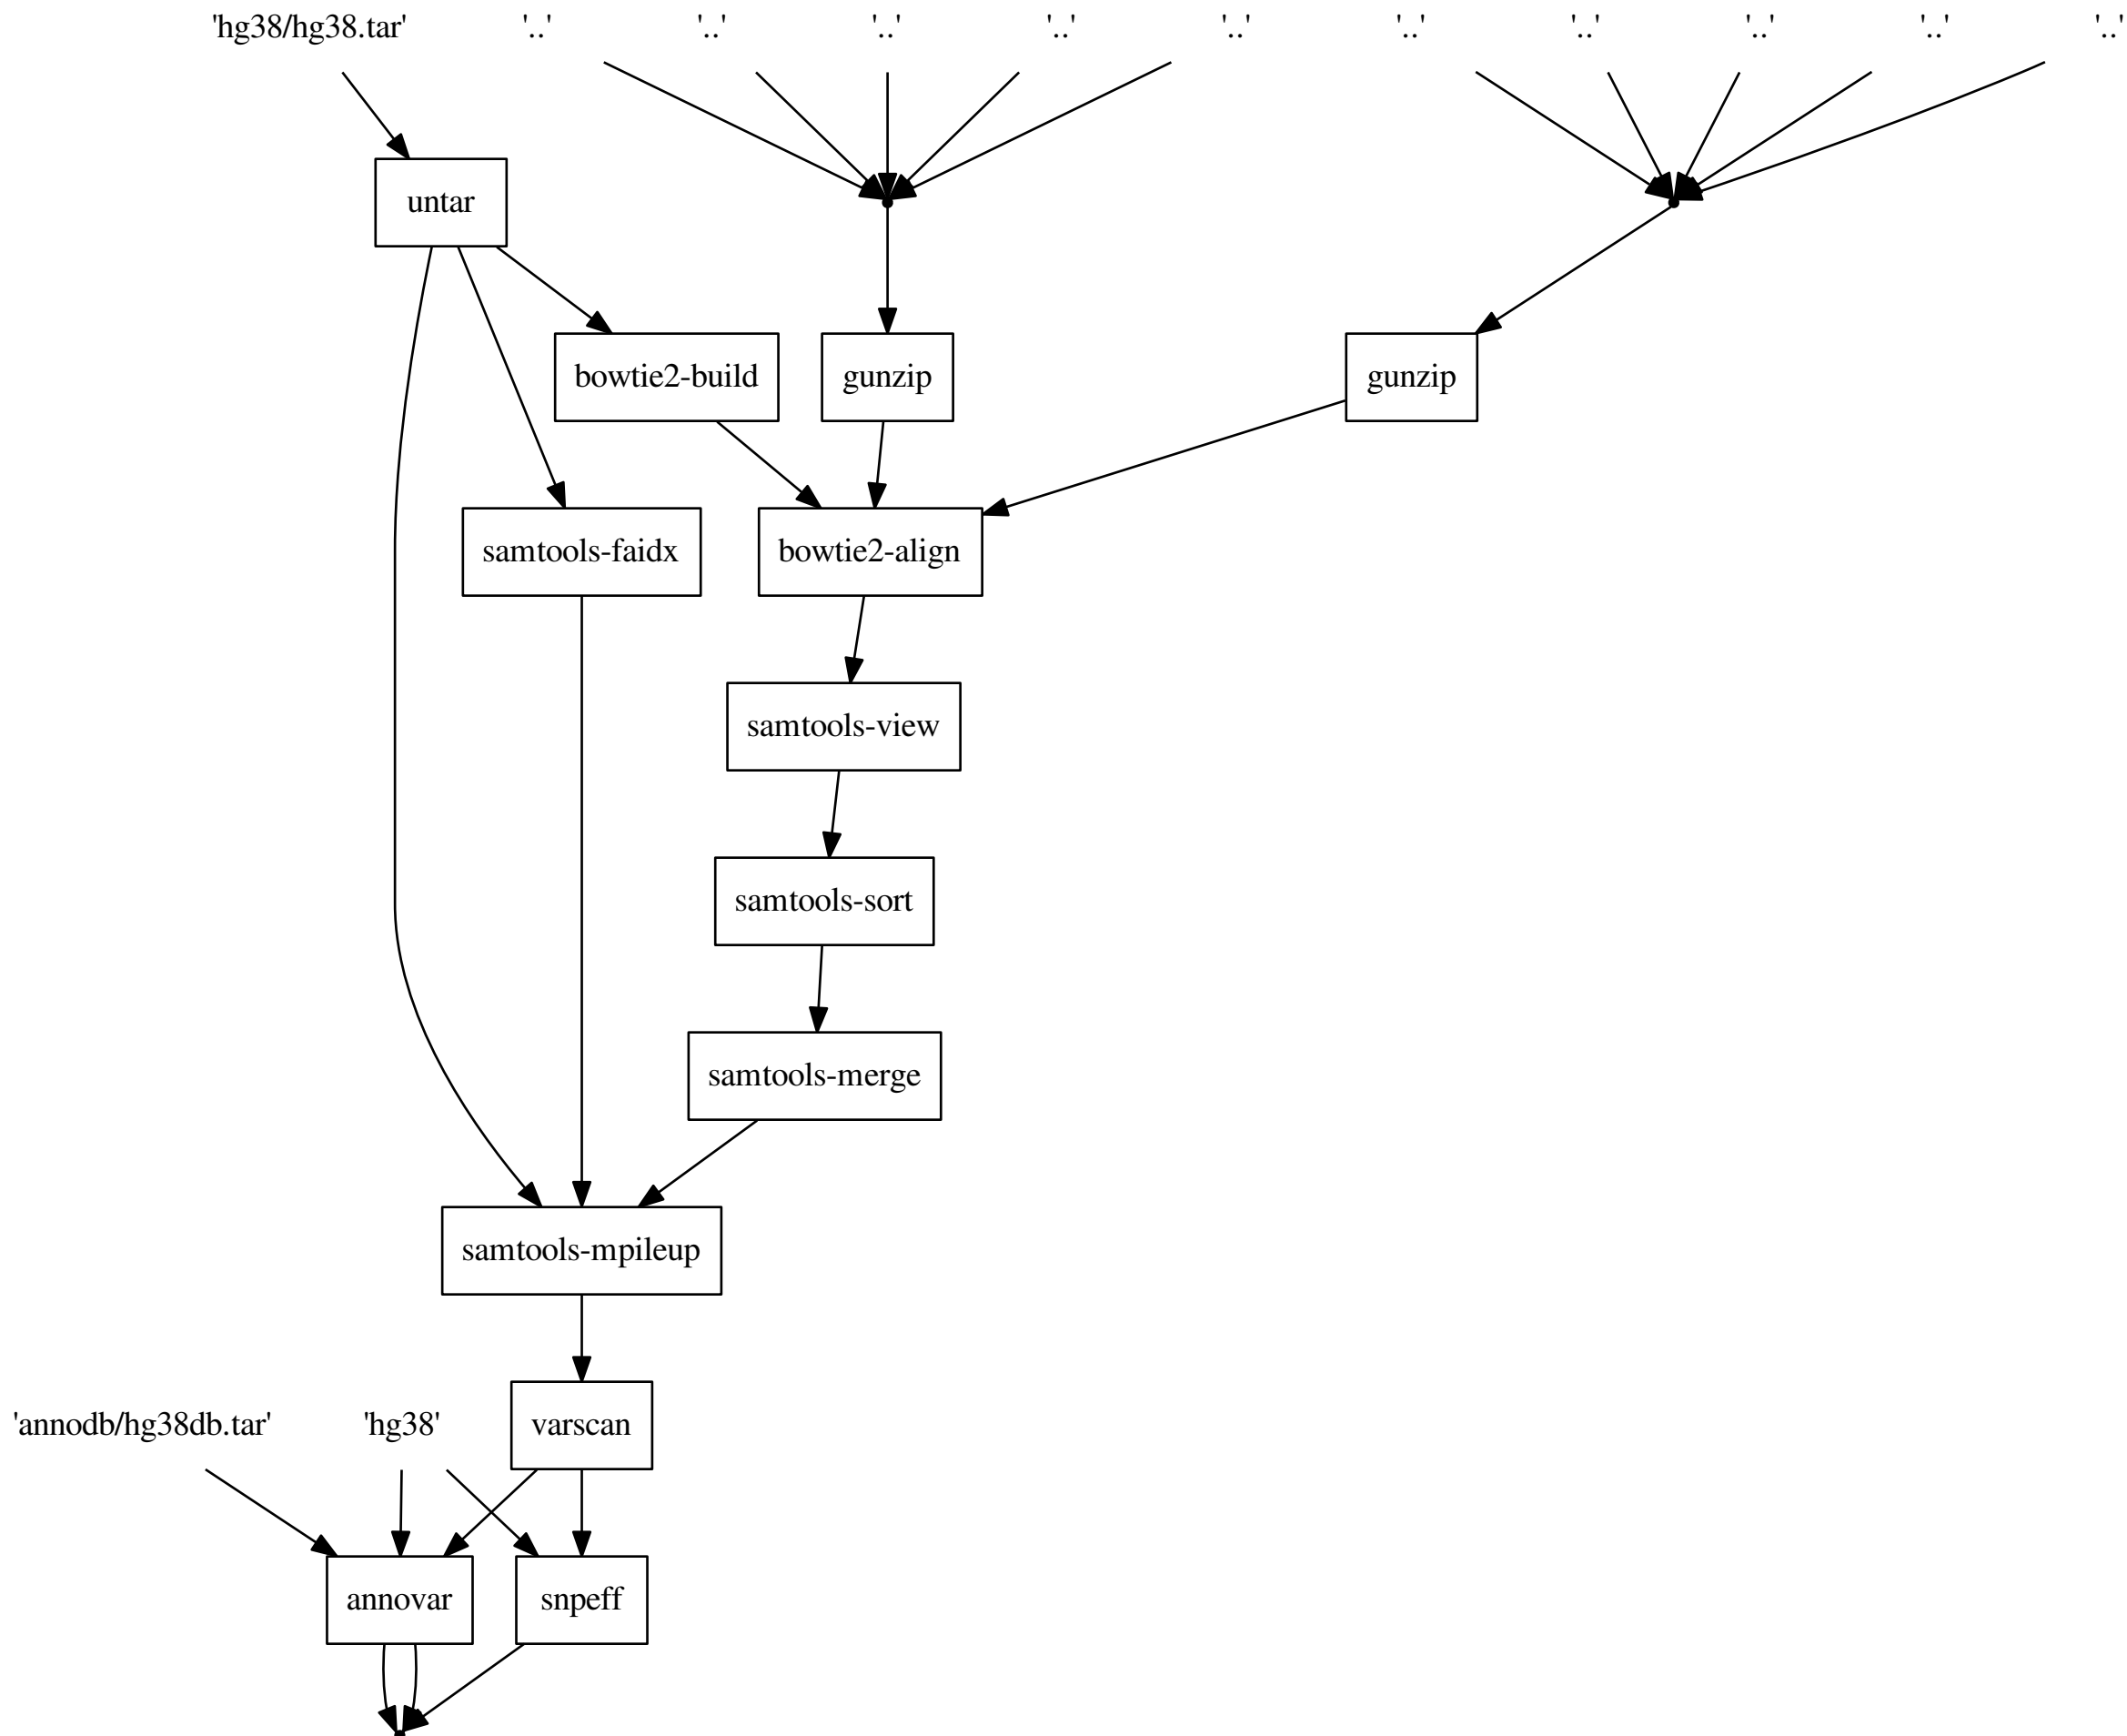 'hg38/hg38.tar' '..' '..' '..' '..' '..' '..' '..' '..' '..' '..'
untar
bowtie2-build gunzip gunzip
samtools-faidx bowtie2-align
samtools-view
samtools-sort
samtools-merge
samtools-mpileup
'annodb/hg38db.tar' 'hg38' varscan
annovar snpeff